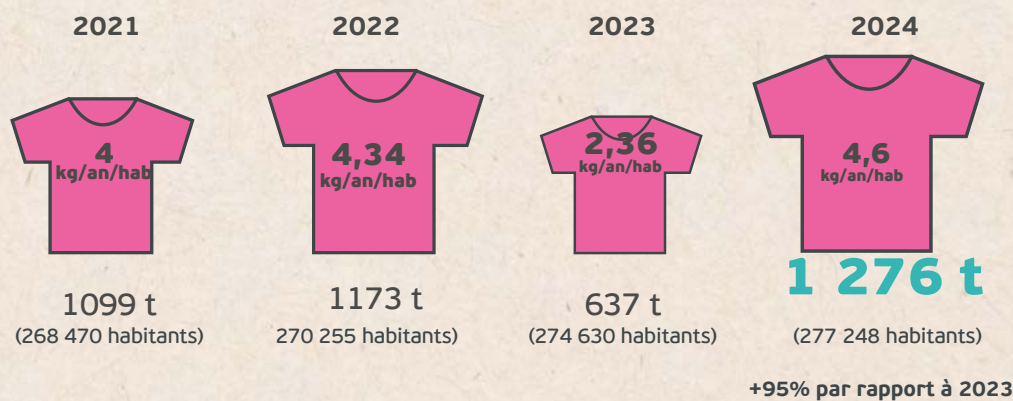 2021
4
kg/an/hab
1099 t
(268 470 habitants)
2022
4,34
kg/an/hab
1173 t
270 255 habitants)
2023
2,36
kg/an/hab
637 t
(274 630 habitants)
2024
4,6
kg/an/hab
1 276 t
(277 248 habitants)
+95% par rapport à 2023